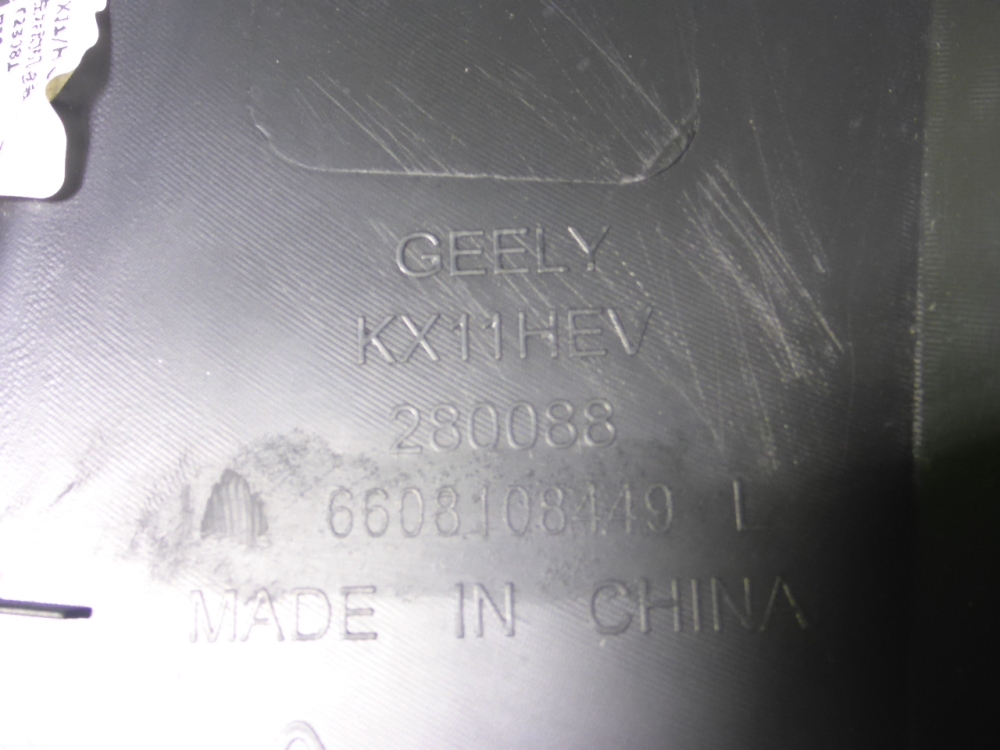 GEELY
KX11HEV
280088
6608108449 L
MADE IN CHINA